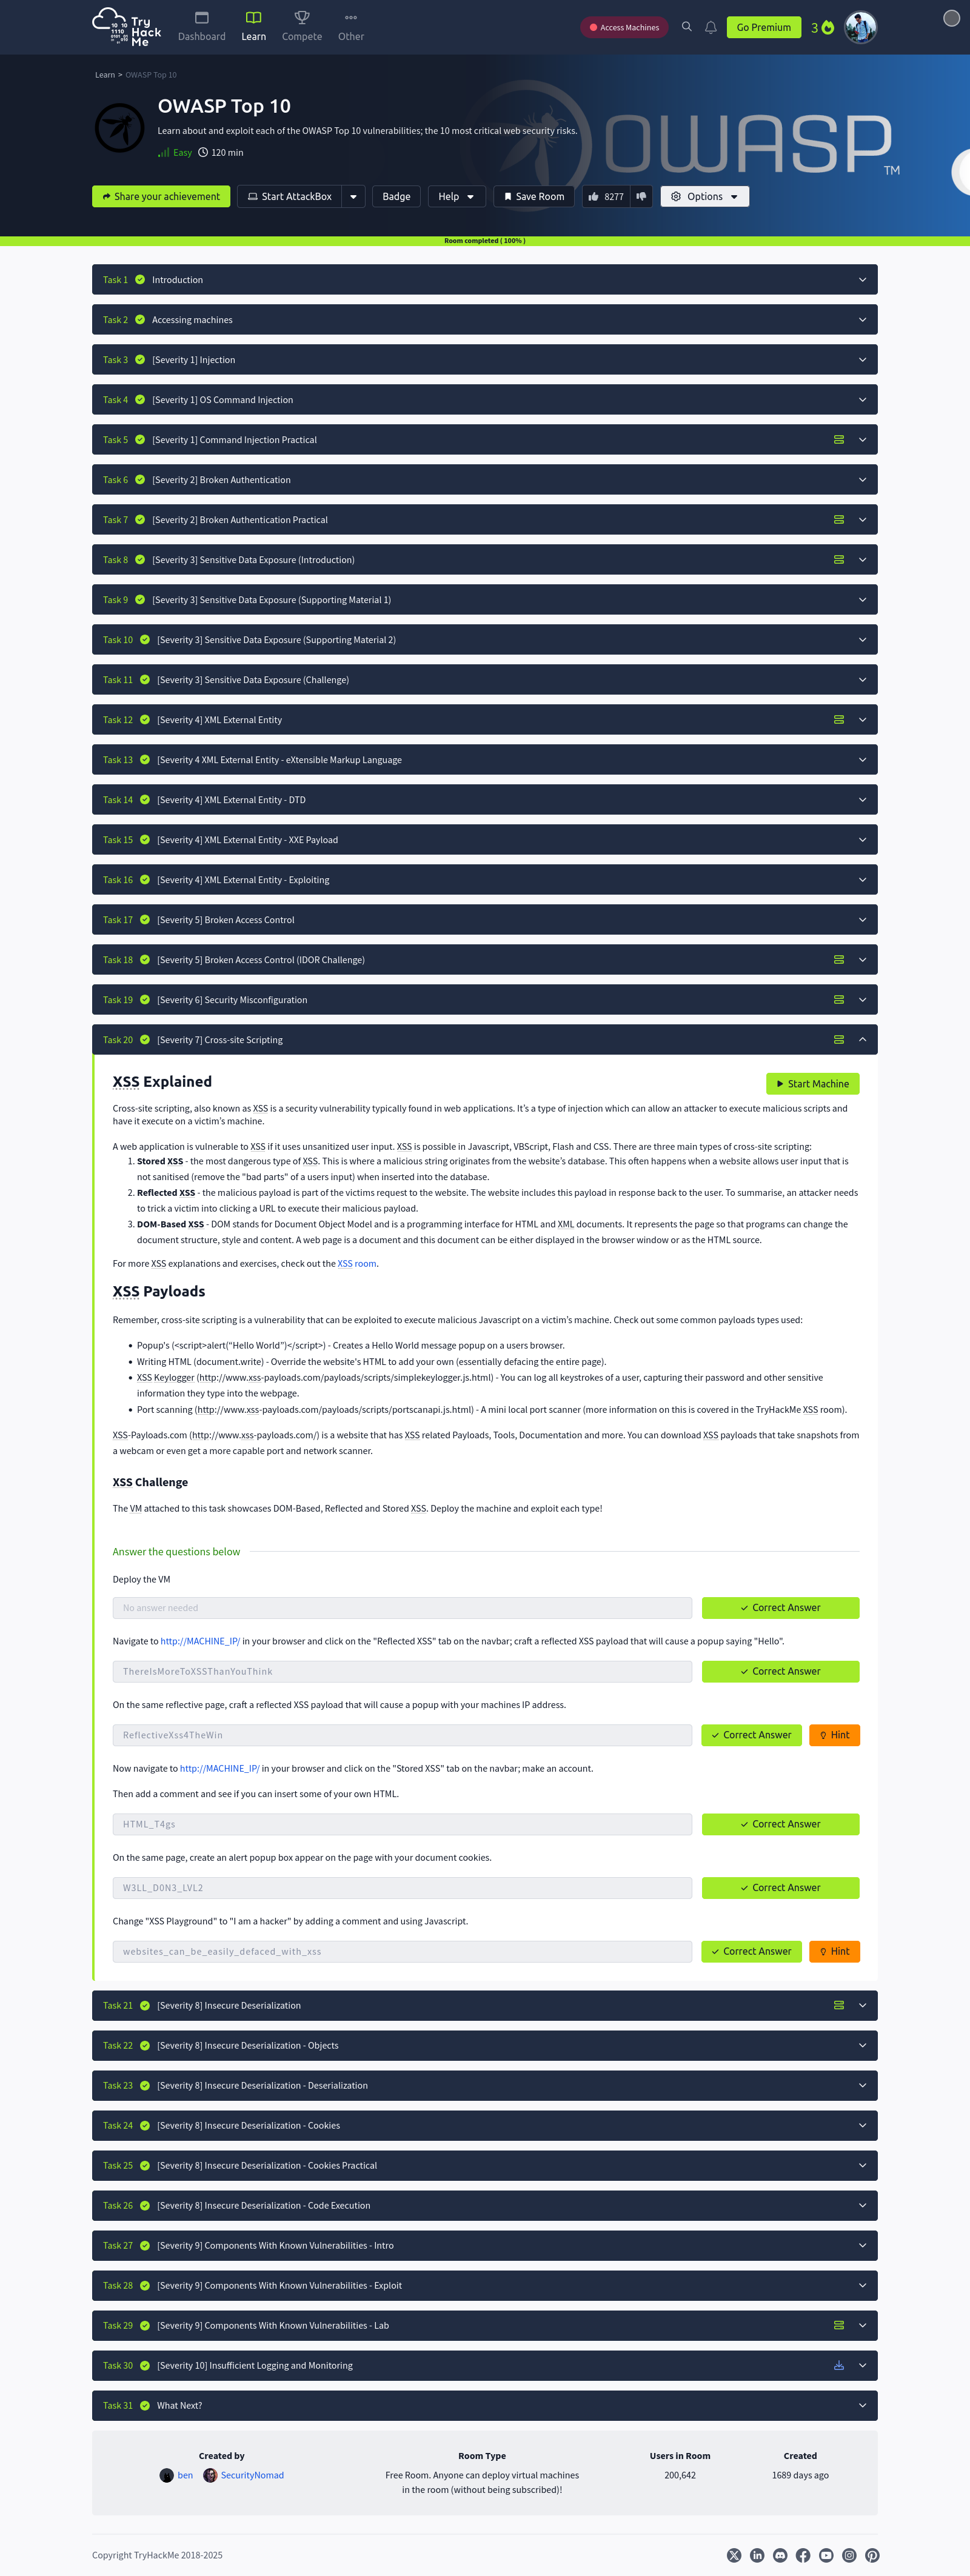 Try
Hack
Me
Dashboard
Learn
Compete
Other
Access Machines
Go Premium
3
Learn > OWASP Top 10
OWASP Top 10
Learn about and exploit each of the OWASP Top 10 vulnerabilities; the 10 most critical web security risks.
Easy 120 min
OWASP
TM
Share your achievement
Start AttackBox
Badge
Help
Save Room
8277
Options
Room completed ( 100% )
Task 1 Introduction
Task 2 Accessing machines
Task 3 [Severity 1] Injection
Task 4 [Severity 1] OS Command Injection
Task 5 [Severity 1] Command Injection Practical
Task 6 [Severity 2] Broken Authentication
Task 7 [Severity 2] Broken Authentication Practical
Task 8 [Severity 3] Sensitive Data Exposure (Introduction)
Task 9 [Severity 3] Sensitive Data Exposure (Supporting Material 1)
Task 10 [Severity 3] Sensitive Data Exposure (Supporting Material 2)
Task 11 [Severity 3] Sensitive Data Exposure (Challenge)
Task 12 [Severity 4] XML External Entity
Task 13 [Severity 4 XML External Entity - eXtensible Markup Language
Task 14 [Severity 4] XML External Entity - DTD
Task 15 [Severity 4] XML External Entity - XXE Payload
Task 16 [Severity 4] XML External Entity - Exploiting
Task 17 [Severity 5] Broken Access Control
Task 18 [Severity 5] Broken Access Control (IDOR Challenge)
Task 19 [Severity 6] Security Misconfiguration
Task 20 [Severity 7] Cross-site Scripting
XSS Explained
Start Machine
Cross-site scripting, also known as XSS is a security vulnerability typically found in web applications. It's a type of injection which can allow an attacker to execute malicious scripts and
have it execute on a victim's machine.
A web application is vulnerable to XSS if it uses unsanitized user input. XSS is possible in Javascript, VBScript, Flash and CSS. There are three main types of cross-site scripting:
1. Stored XSS - the most dangerous type of XSS. This is where a malicious string originates from the website's database. This often happens when a website allows user input that is
not sanitised (remove the "bad parts" of a users input) when inserted into the database.
2. Reflected XSS - the malicious payload is part of the victims request to the website. The website includes this payload in response back to the user. To summarise, an attacker needs
to trick a victim into clicking a URL to execute their malicious payload.
3. DOM-Based XSS - DOM stands for Document Object Model and is a programming interface for HTML and XML documents. It represents the page so that programs can change the
document structure, style and content. A web page is a document and this document can be either displayed in the browser window or as the HTML source.
For more XSS explanations and exercises, check out the XSS room.
XSS Payloads
Remember, cross-site scripting is a vulnerability that can be exploited to execute malicious Javascript on a victim's machine. Check out some common payloads types used:
• Popup's (<script>alert("Hello World")</script>) - Creates a Hello World message popup on a users browser.
• Writing HTML (document.write) - Override the website's HTML to add your own (essentially defacing the entire page).
• XSS Keylogger (http://www.xss-payloads.com/payloads/scripts/simplekeylogger.js.html) - You can log all keystrokes of a user, capturing their password and other sensitive
information they type into the webpage.
• Port scanning (http://www.xss-payloads.com/payloads/scripts/portscanapi.js.html) - A mini local port scanner (more information on this is covered in the TryHackMe XSS room).
XSS-Payloads.com (http://www.xss-payloads.com/) is a website that has XSS related Payloads, Tools, Documentation and more. You can download XSS payloads that take snapshots from
a webcam or even get a more capable port and network scanner.
XSS Challenge
The VM attached to this task showcases DOM-Based, Reflected and Stored XSS. Deploy the machine and exploit each type!
Answer the questions below
Deploy the VM
No answer needed
Correct Answer
Navigate to http://MACHINE_IP/ in your browser and click on the "Reflected XSS" tab on the navbar; craft a reflected XSS payload that will cause a popup saying "Hello".
ThereIsMoreToXSSThanYouThink
Correct Answer
On the same reflective page, craft a reflected XSS payload that will cause a popup with your machines IP address.
ReflectiveXss4TheWin
Correct Answer
Hint
Now navigate to http://MACHINE_IP/ in your browser and click on the "Stored XSS" tab on the navbar; make an account.
Then add a comment and see if you can insert some of your own HTML.
HTML_T4gs
Correct Answer
On the same page, create an alert popup box appear on the page with your document cookies.
W3LL_D0N3_LVL2
Correct Answer
Change "XSS Playground" to "I am a hacker" by adding a comment and using Javascript.
websites_can_be_easily_defaced_with_xss
Correct Answer
Hint
Task 21 [Severity 8] Insecure Deserialization
Task 22 [Severity 8] Insecure Deserialization - Objects
Task 23 [Severity 8] Insecure Deserialization - Deserialization
Task 24 [Severity 8] Insecure Deserialization - Cookies
Task 25 [Severity 8] Insecure Deserialization - Cookies Practical
Task 26 [Severity 8] Insecure Deserialization - Code Execution
Task 27 [Severity 9] Components With Known Vulnerabilities - Intro
Task 28 [Severity 9] Components With Known Vulnerabilities - Exploit
Task 29 [Severity 9] Components With Known Vulnerabilities - Lab
Task 30 [Severity 10] Insufficient Logging and Monitoring
Task 31 What Next?
Created by
ben SecurityNomad
Room Type
Free Room. Anyone can deploy virtual machines
in the room (without being subscribed)!
Users in Room
200,642
Created
1689 days ago
Copyright TryHackMe 2018-2025